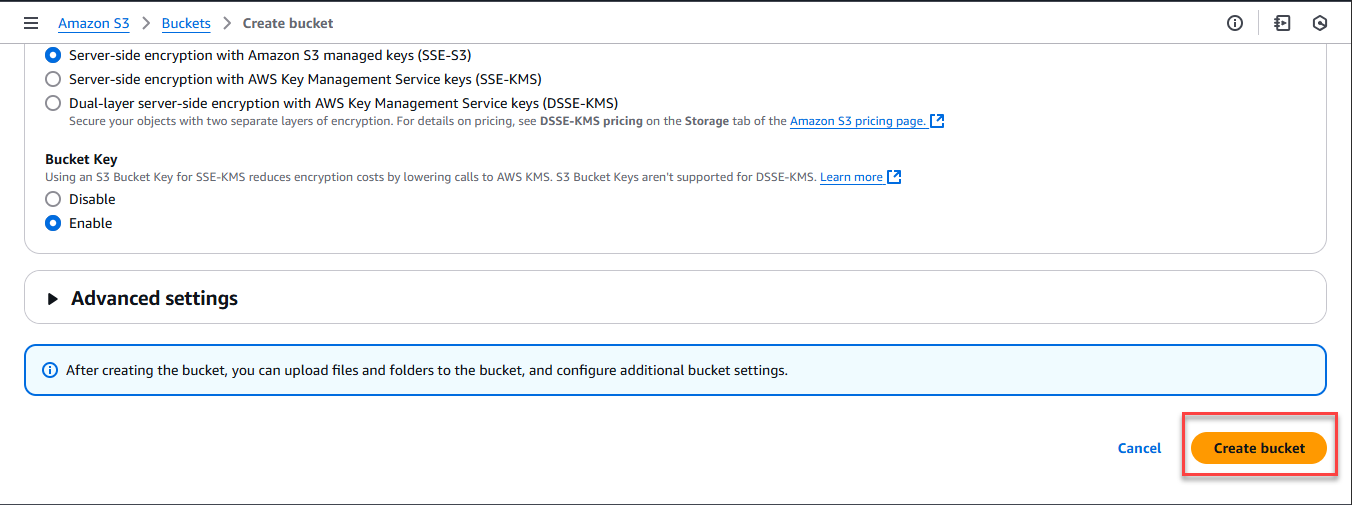 Amazon S3 > Buckets > Create bucket
Server-side encryption with Amazon S3 managed keys (SSE-S3)
Server-side encryption with AWS Key Management Service keys (SSE-KMS)
Dual-layer server-side encryption with AWS Key Management Service keys (DSSE-KMS)
Secure your objects with two separate layers of encryption. For details on pricing, see DSSE-KMS pricing on the Storage tab of the Amazon S3 pricing page.
Bucket Key
Using an S3 Bucket Key for SSE-KMS reduces encryption costs by lowering calls to AWS KMS. S3 Bucket Keys aren't supported for DSSE-KMS. Learn more
Disable
Enable
Advanced settings
After creating the bucket, you can upload files and folders to the bucket, and configure additional bucket settings.
Cancel Create bucket